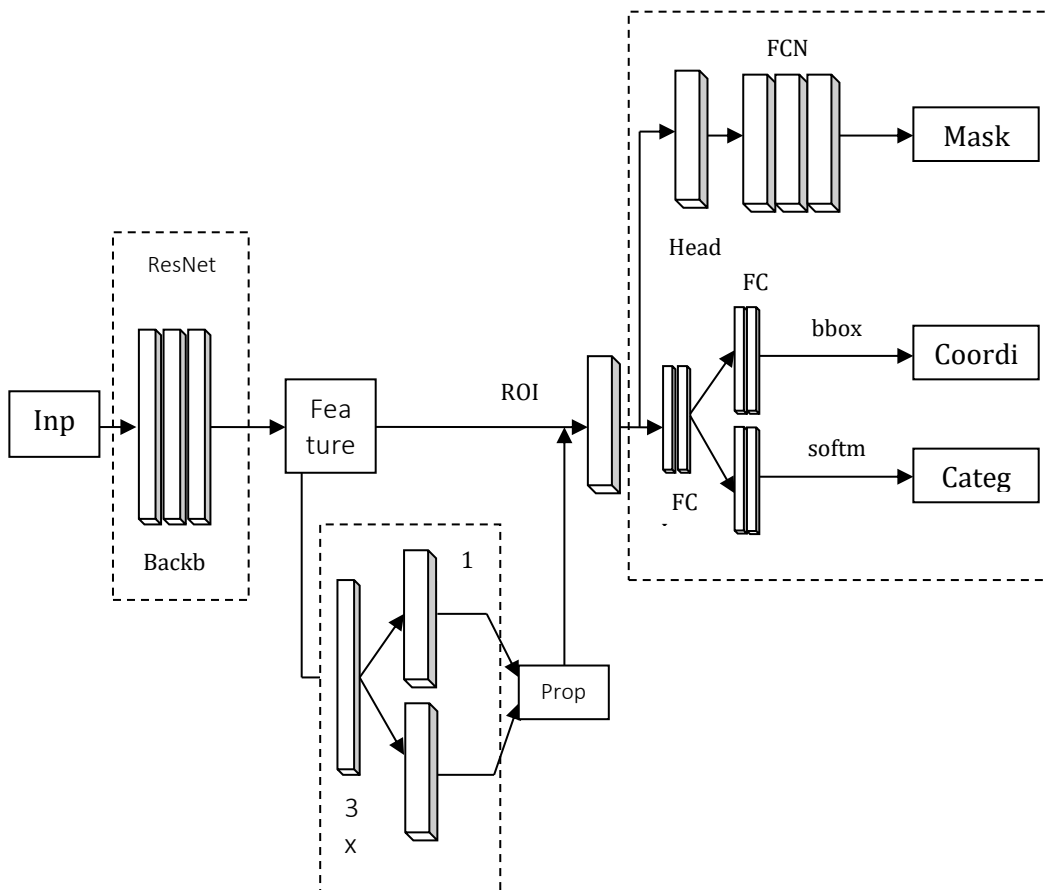 FCN
Mask
Head
ResNet
FC
bbox
Coordi
ROI
Inp
Fea
ture
softm
Categ
FC
Backb
1
Prop
3
x